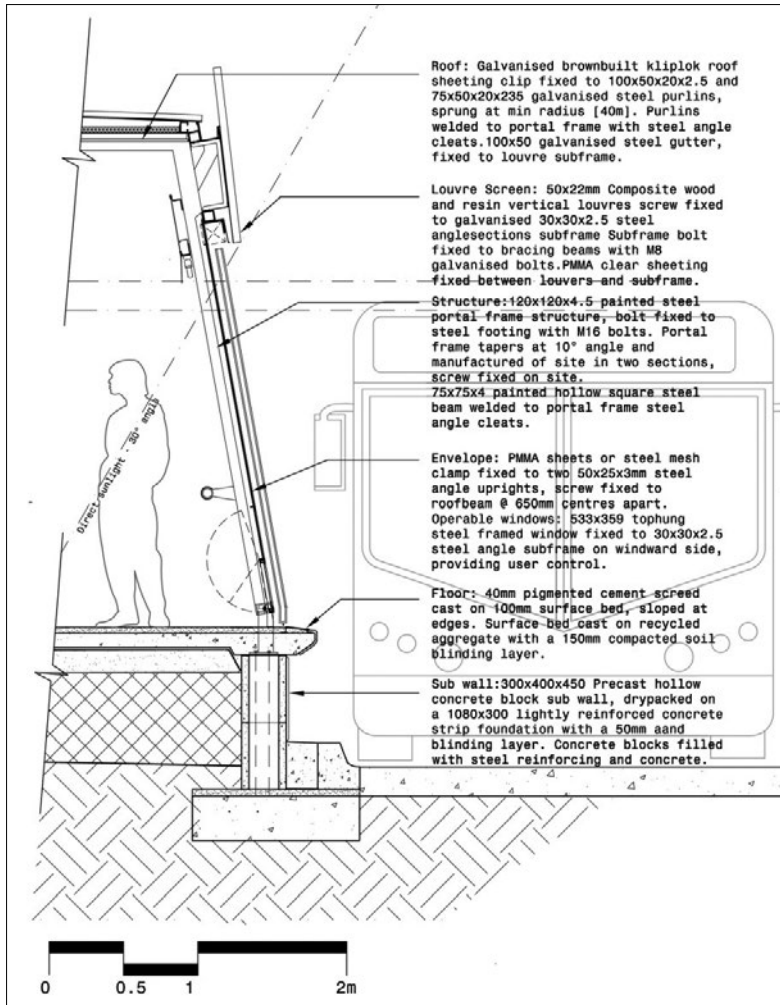 Roof: Galvanised brownbuilt kliplok roof
sheeting clip fixed to 100x50x20x2.5 and
75x50x20x235 galvanised steel purlins,
sprung at min radius [40m]. Purlins
welded to portal frame with steel angle
cleats.100x50 galvanised steel gutter,
fixed to louvre subframe.
Louvre Screen: 50x22mm Composite wood
and resin vertical louvres screw fixed
to galvanised 30x30x2.5 steel
anglesections subframe Subframe bolt
fixed to bracing beams with M8
galvanised bolts.PMMA clear sheeting
fixed between louvers and subframe.
Structure:120x120x4.5 painted steel
portal frame structure, bolt fixed to
steel footing with M16 bolts. Portal
frame tapers at 10° angle and
manufactured of site in two sections,
screw fixed on site.
75x75x4 painted hollow square steel
beam welded to portal frame steel
angle cleats.
Direct sunlight - 30° angle
Envelope: PMMA sheets or steel mesh
clamp fixed to two 50x25x3mm steel
angle uprights, screw fixed to
roofbeam @ 650mm centres apart.
Operable windows: 533x359 tophung
steel framed window fixed to 30x30x2.5
steel angle subframe on windward side,
providing user control.
Floor: 40mm pigmented cement screed
cast on 100mm surface bed, sloped at
edges. Surface bed cast on recycled
aggregate with a 150mm compacted soil
blinding layer.
Sub wall:300x400x450 Precast hollow
concrete block sub wall, drypacked on
a 1080x300 lightly reinforced concrete
strip foundation with a 50mm aand
blinding layer. Concrete blocks filled
with steel reinforcing and concrete.
0 0.5 1 2m